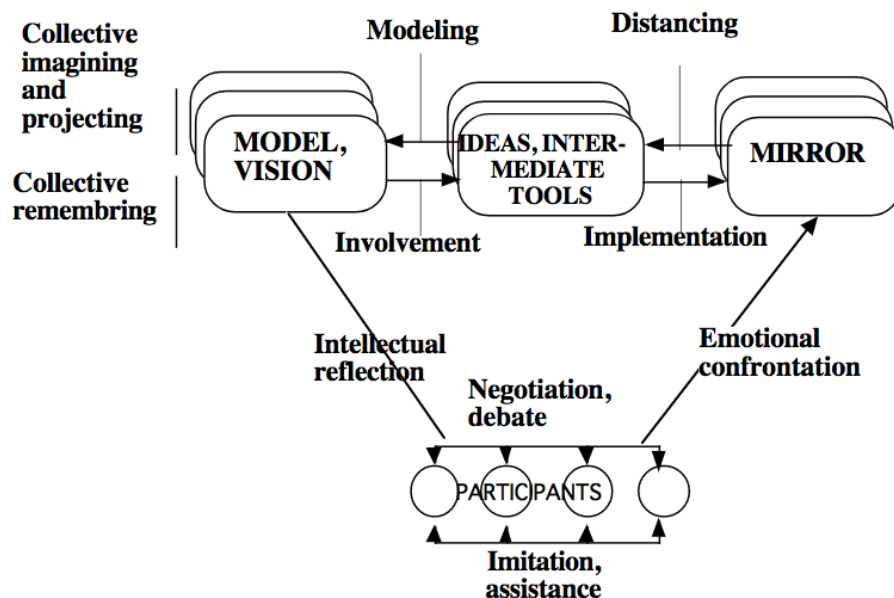 Collective
imagining
and
projecting
Modeling
Distancing
MODEL,
VISION
IDEAS, INTER-
MEDIATE
TOOLS
MIRROR
Collective
remembring
Involvement
Implementation
Intellectual
reflection
Emotional
confrontation
Negotiation,
debate
PARTICIPANTS
Imitation,
assistance